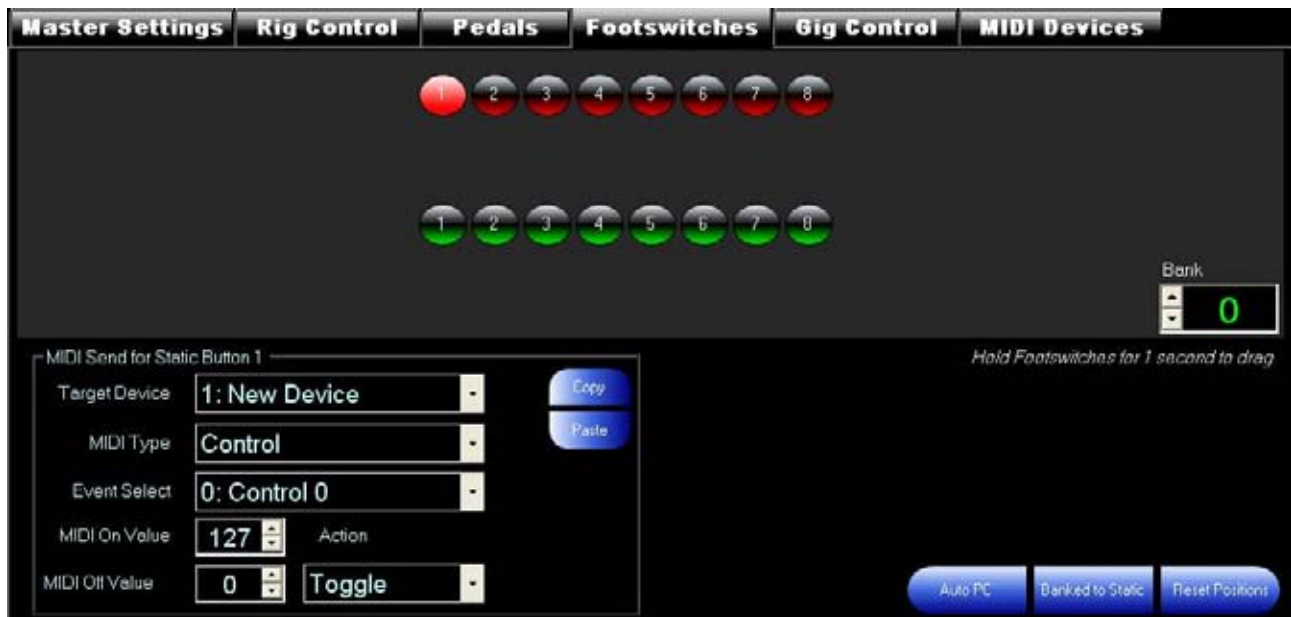 Master Settings Rig Control Pedals Footswitches Gig Control MIDI Devices
1 2 3 4 5 6 7 8
1 2 3 4 5 6 7 8
Bank
0
MIDI Send for Static Button 1
Hold Footswitches for 1 second to drag
Target Device 1: New Device Copy
MIDI Type Control Paste
Event Select 0: Control 0
MIDI On Value 127 Action
MIDI Off Value 0 Toggle
Auto PC Banked to Static Reset Positions